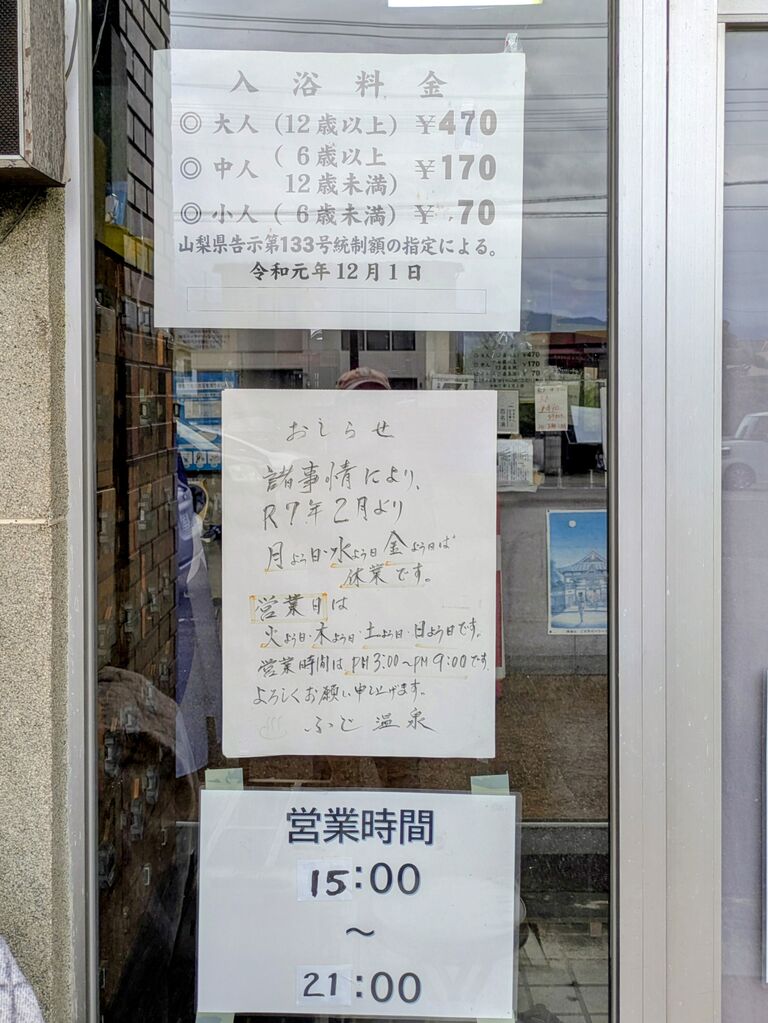 入浴料金
◎大人(12歳以上)¥470
◎中人(6歳以上
12歳未満)¥170
◎小人(6歳未満)¥70
山梨県告示第133号統制額の指定による。
令和元年12月1日
おしらせ
諸事情により、
R7年2月より
月よう日・水よう日金よう日は
休業です。
営業日は
火よう日・木よう日・土よう日・日よう日です。
営業時間はPM3:00〜PM9:00です。
よろしくお願い申し上げます。
♨ ふじ温泉
営業時間
15:00
〜
21:00